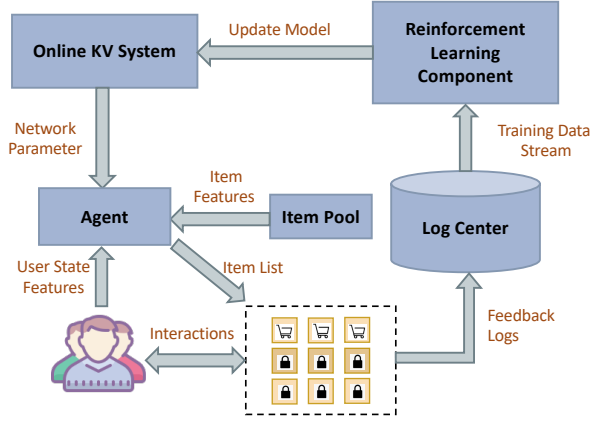 Online KV System
Update Model
Reinforcement
Learning
Component
Network
Parameter
Training Data
Stream
Item
Features
Agent
Item Pool
Log Center
User State
Features
Item List
Interactions
Feedback
Logs